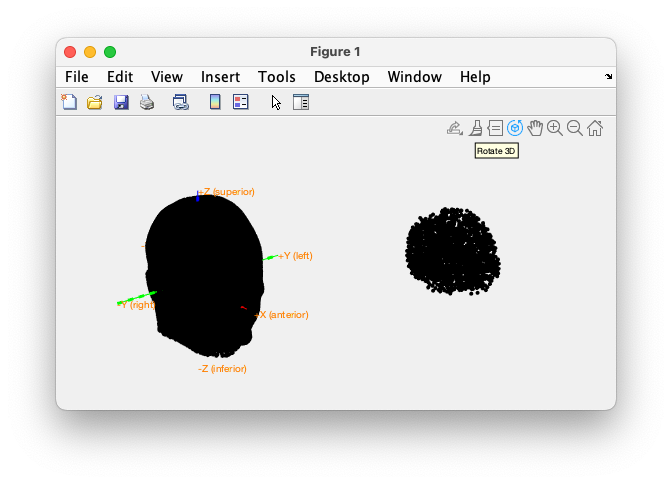 Figure 1
File Edit View Insert Tools Desktop Window Help
Rotate 3D
+Z (superior)
-
+Y (left)
-Y (right)
+X (anterior)
-Z (inferior)